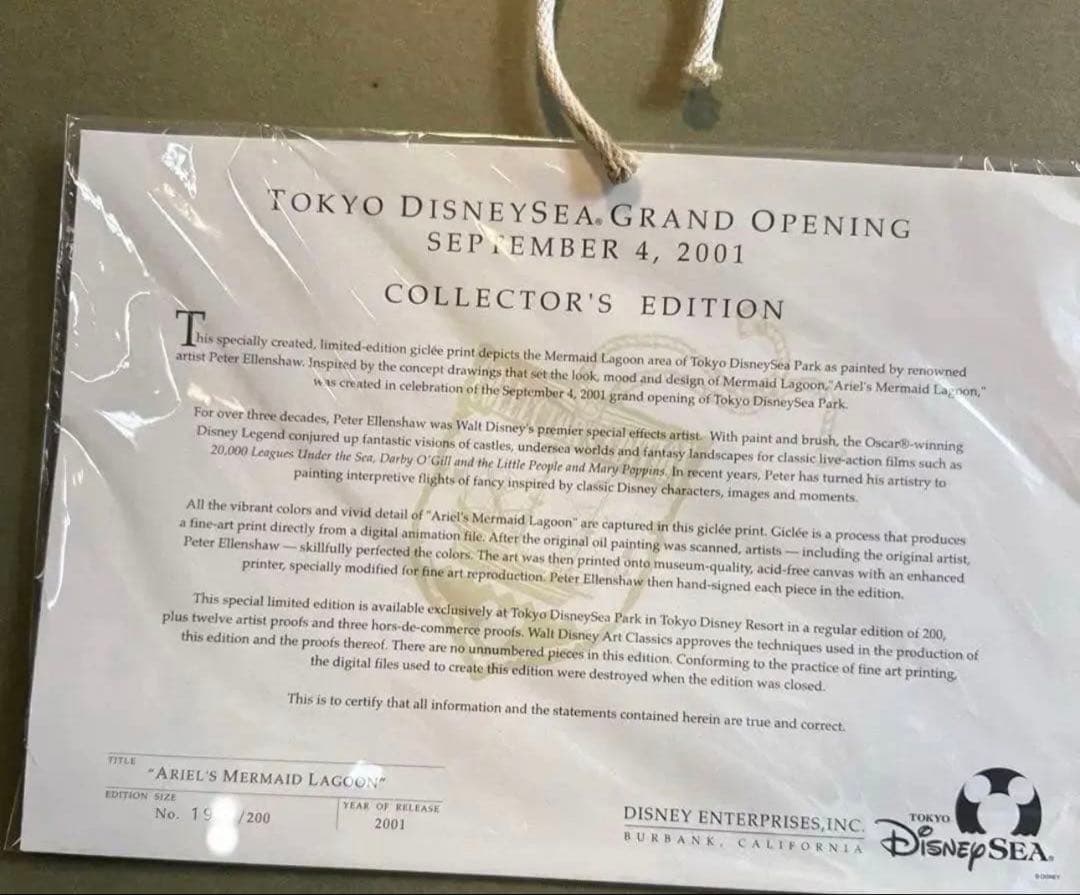 TOKYO DISNEYSEA® GRAND OPENING
SEPTEMBER 4, 2001
COLLECTOR'S EDITION
This specially created, limited-edition giclée print depicts the Mermaid Lagoon area of Tokyo DisneySea Park as painted by renowned
artist Peter Ellenshaw. Inspired by the concept drawings that set the look, mood and design of Mermaid Lagoon, "Ariel's Mermaid Lagoon,"
was created in celebration of the September 4, 2001 grand opening of Tokyo DisneySea Park.
For over three decades, Peter Ellenshaw was Walt Disney's premier special effects artist. With paint and brush, the Oscar®-winning
Disney Legend conjured up fantastic visions of castles, undersea worlds and fantasy landscapes for classic live-action films such as
20,000 Leagues Under the Sea, Darby O'Gill and the Little People and Mary Poppins. In recent years, Peter has turned his artistry to
painting interpretive flights of fancy inspired by classic Disney characters, images and moments.
All the vibrant colors and vivid detail of "Ariel's Mermaid Lagoon" are captured in this giclée print. Giclée is a process that produces
a fine-art print directly from a digital animation file. After the original oil painting was scanned, artists — including the original artist,
Peter Ellenshaw — skillfully perfected the colors. The art was then printed onto museum-quality, acid-free canvas with an enhanced
printer, specially modified for fine art reproduction. Peter Ellenshaw then hand-signed each piece in the edition.
This special limited edition is available exclusively at Tokyo DisneySea Park in Tokyo Disney Resort in a regular edition of 200,
plus twelve artist proofs and three hors-de-commerce proofs. Walt Disney Art Classics approves the techniques used in the production of
this edition and the proofs thereof. There are no unnumbered pieces in this edition. Conforming to the practice of fine art printing,
the digital files used to create this edition were destroyed when the edition was closed.
This is to certify that all information and the statements contained herein are true and correct.
TITLE
"ARIEL'S MERMAID LAGOON"
EDITION SIZE
No. 19 /200
YEAR OF RELEASE
2001
DISNEY ENTERPRISES, INC.
BURBANK, CALIFORNIA
TOKYO
DISNEY SEA®
©DISNEY